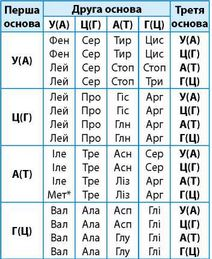 Перша основа Друга основа Третя основа
У(А) Ц(Г) А(Т) Г(Ц)
У(А) Фен Сер Тир Цис У(А)
Фен Сер Тир Цис Ц(Г)
Лей Сер Стоп Стоп А(Т)
Лей Сер Стоп Три Г(Ц)
Ц(Г) Лей Про Гіс Арг У(А)
Лей Про Гіс Арг Ц(Г)
Лей Про Глн Арг А(Т)
Лей Про Глн Арг Г(Ц)
А(Т) Іле Тре Асн Сер У(А)
Іле Тре Асн Сер Ц(Г)
Іле Тре Ліз Арг А(Т)
Мет* Тре Ліз Арг Г(Ц)
Г(Ц) Вал Ала Асп Глі У(А)
Вал Ала Асп Глі Ц(Г)
Вал Ала Глу Глі А(Т)
Вал Ала Глу Глі Г(Ц)